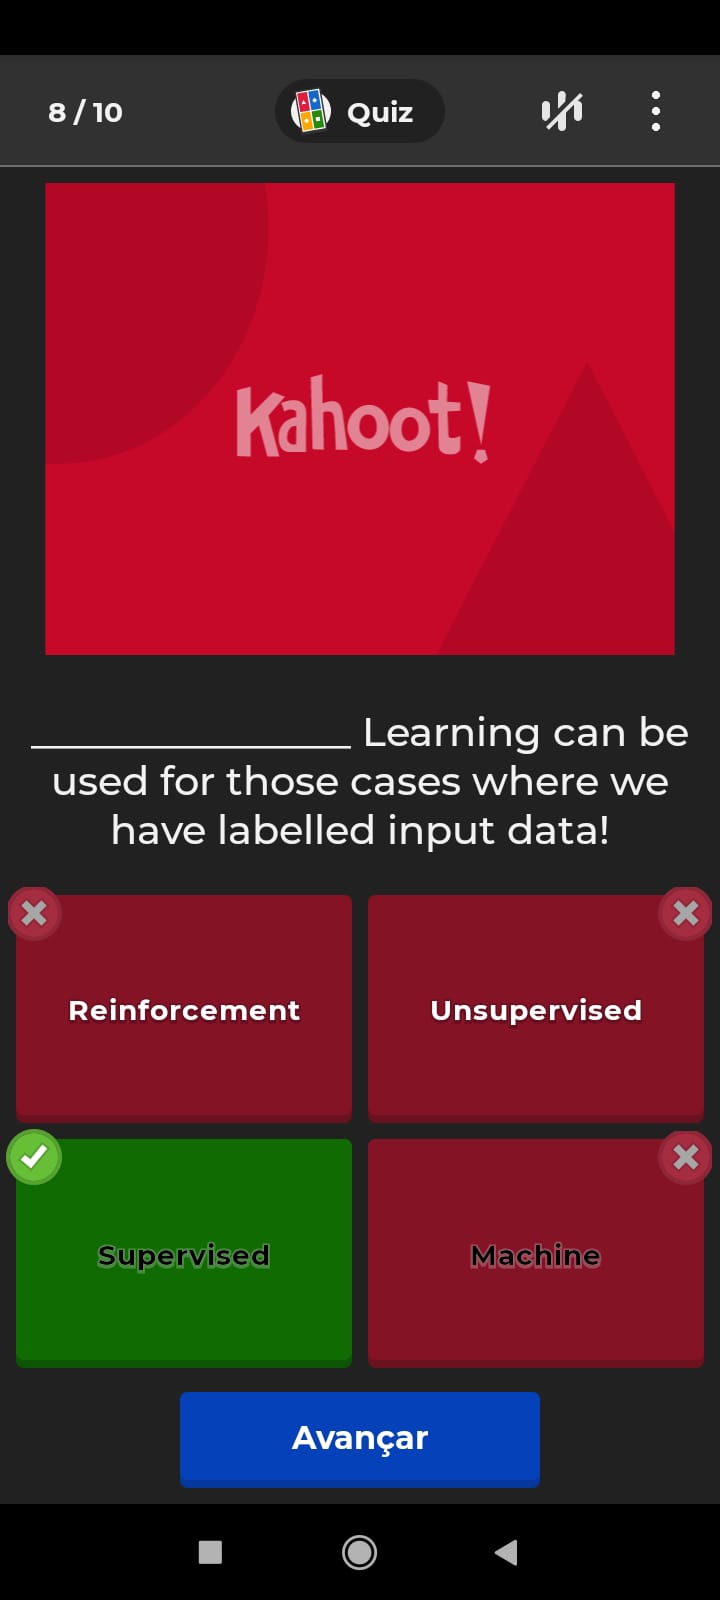 8 / 10
Quiz
Kahoot!
________________ Learning can be
used for those cases where we
have labelled input data!
Reinforcement
Unsupervised
Supervised
Machine
Avançar